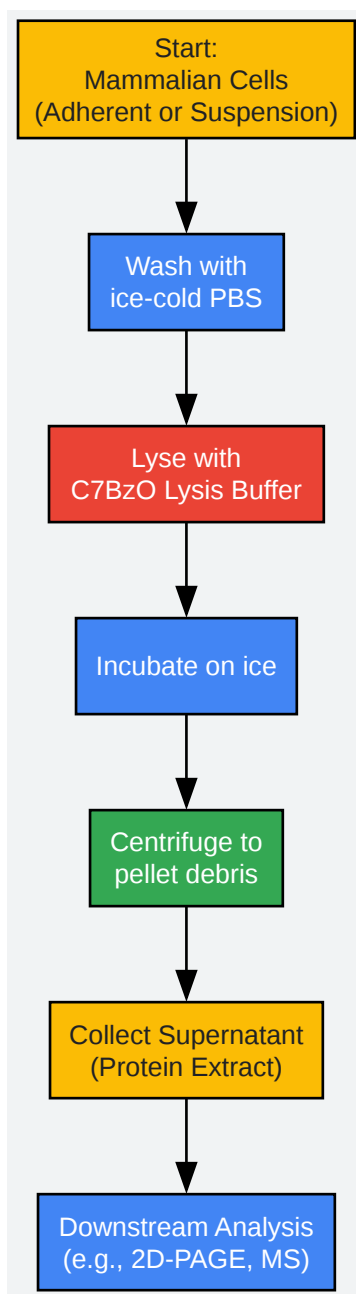 Start:
Mammalian Cells
(Adherent or Suspension)
Wash with
ice-cold PBS
Lyse with
C7BzO Lysis Buffer
Incubate on ice
Centrifuge to
pellet debris
Collect Supernatant
(Protein Extract)
Downstream Analysis
(e.g., 2D-PAGE, MS)